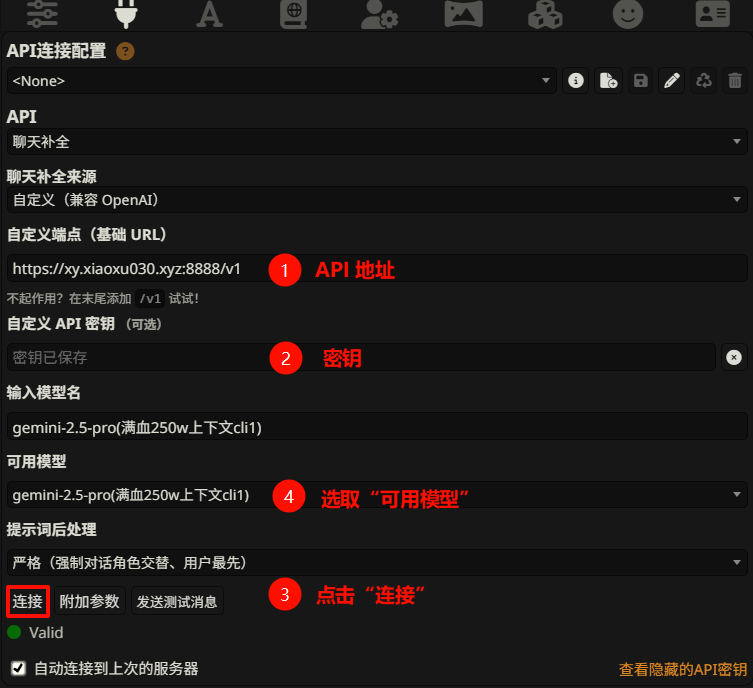 API连接配置 ?
<None>
API
聊天补全
聊天补全来源
自定义（兼容 OpenAI）
自定义端点（基础 URL）
https://xy.xiaoxu030.xyz:8888/v1 1 API 地址
不起作用？在末尾添加 /v1 试试！
自定义 API 密钥 （可选）
密钥已保存 2 密钥
输入模型名
gemini-2.5-pro(满血250w上下文cli1)
可用模型
gemini-2.5-pro(满血250w上下文cli1) 4 选取“可用模型”
提示词后处理
严格（强制对话角色交替、用户最先）
连接 附加参数 发送测试消息 3 点击“连接”
Valid
自动连接到上次的服务器 查看隐藏的API密钥